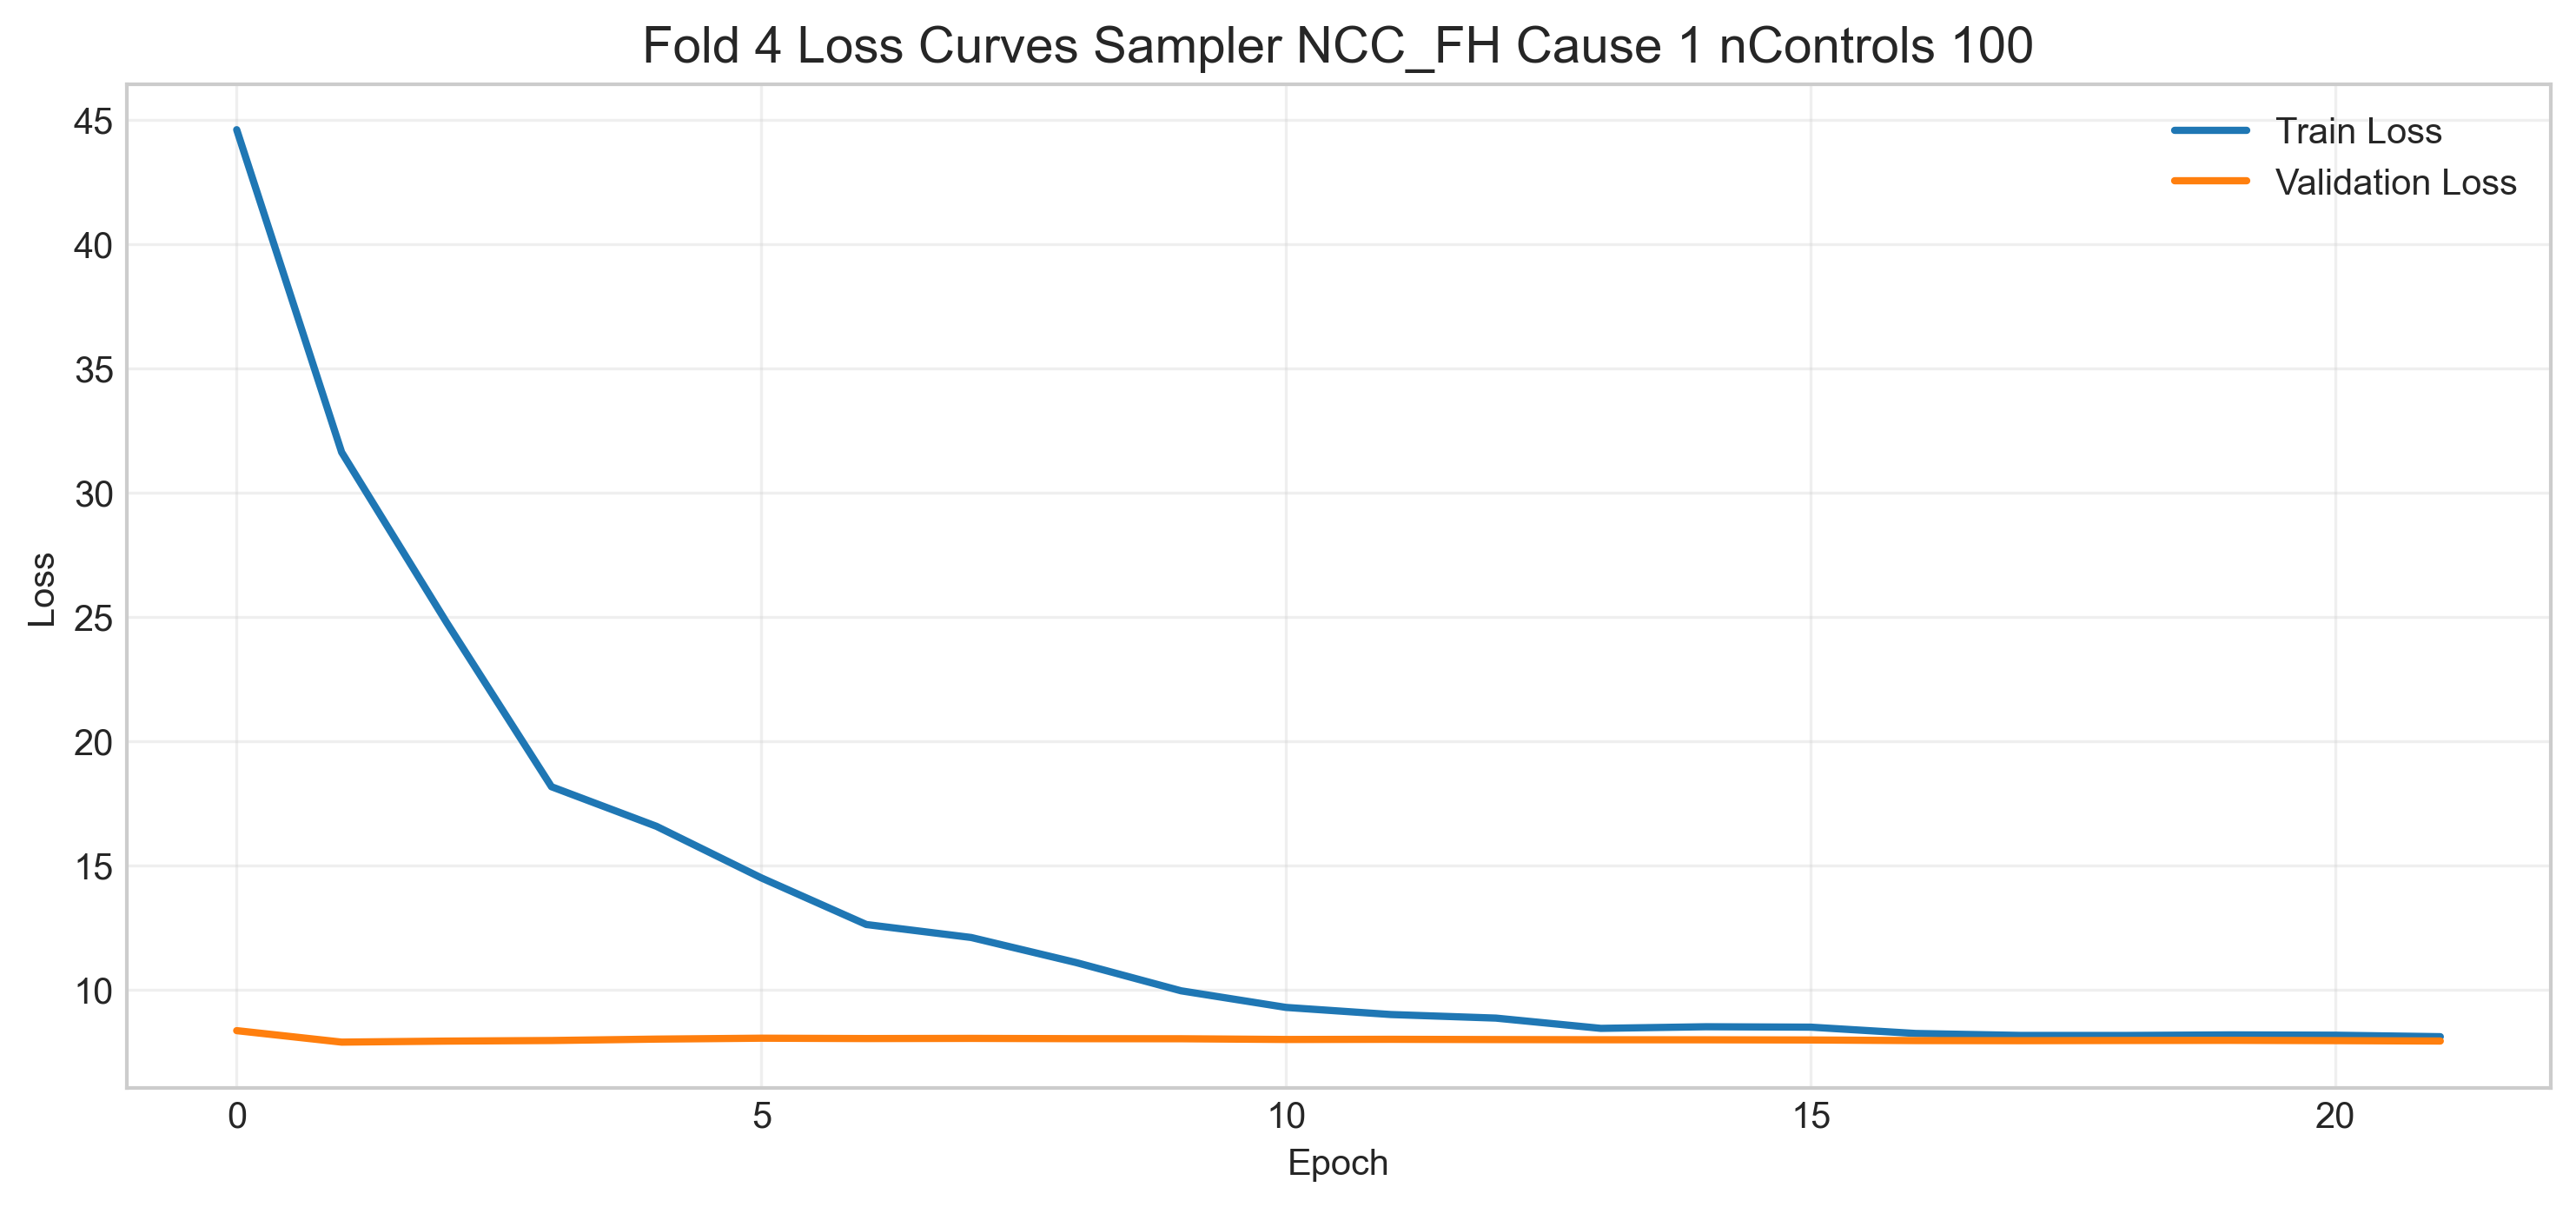 Fold 4 Loss Curves Sampler NCC_FH Cause 1 nControls 100
Train Loss
Validation Loss
Loss
45
40
35
30
25
20
15
10
0 5 10 15 20
Epoch